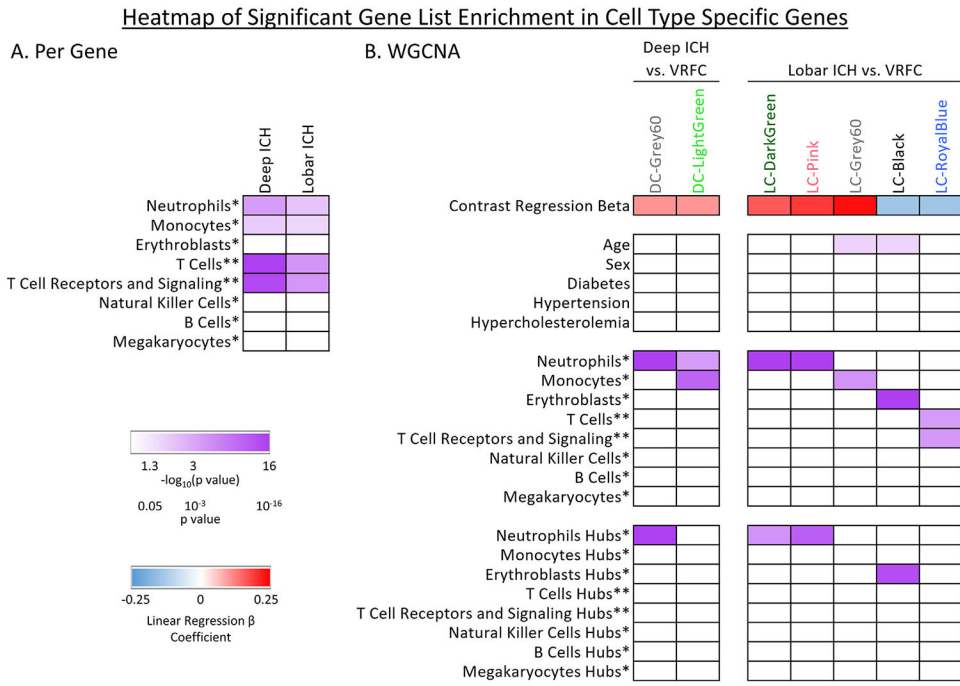 Heatmap of Significant Gene List Enrichment in Cell Type Specific Genes
A. Per Gene
Deep ICH
Lobar ICH
Neutrophils*
Monocytes*
Erythroblasts*
T Cells**
T Cell Receptors and Signaling**
Natural Killer Cells*
B Cells*
Megakaryocytes*
1.3 3 16
-log10(p value)
0.05 10-3 10-16
p value
-0.25 0 0.25
Linear Regression β
Coefficient
B. WGCNA
Deep ICH
vs. VRFC
Lobar ICH vs. VRFC
DC-Grey60
DC-LightGreen
LC-DarkGreen
LC-Pink
LC-Grey60
LC-Black
LC-RoyalBlue
Contrast Regression Beta
Age
Sex
Diabetes
Hypertension
Hypercholesterolemia
Neutrophils*
Monocytes*
Erythroblasts*
T Cells**
T Cell Receptors and Signaling**
Natural Killer Cells*
B Cells*
Megakaryocytes*
Neutrophils Hubs*
Monocytes Hubs*
Erythroblasts Hubs*
T Cells Hubs**
T Cell Receptors and Signaling Hubs**
Natural Killer Cells Hubs*
B Cells Hubs*
Megakaryocytes Hubs*